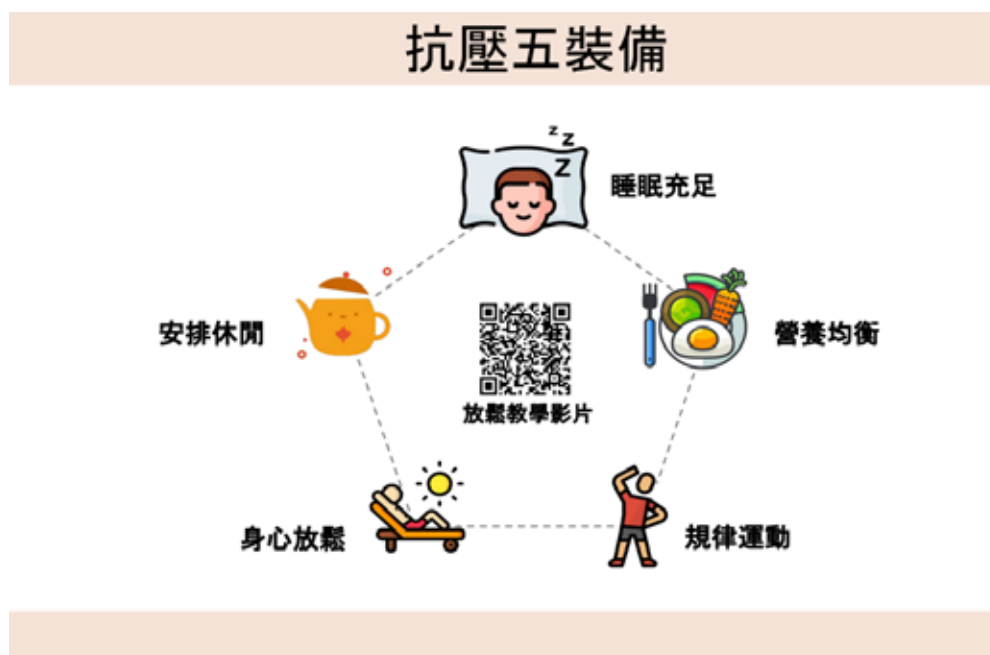 抗壓五裝備
z
z
Z
睡眠充足
安排休閒
營養均衡
放鬆教學影片
身心放鬆
規律運動